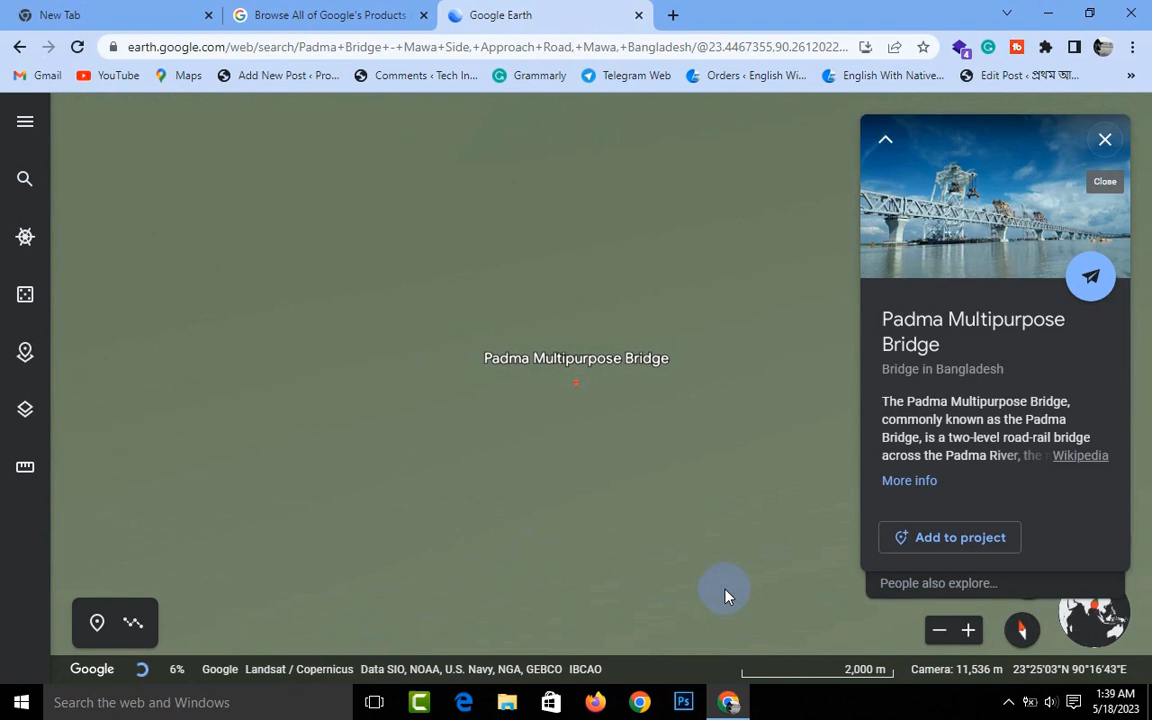 New Tab
Browse All of Google's Products
Google Earth
earth.google.com/web/search/Padma+Bridge+-+Mawa+Side,+Approach+Road,+Mawa,+Bangladesh/@23.4467355,90.2612022...
4
Gmail
YouTube
Maps
Add New Post ‹ Pro...
Comments ‹ Tech In...
Grammarly
Telegram Web
Orders ‹ English Wi...
English With Native...
Edit Post ‹ প্রথম আ...
»
Close
Padma Multipurpose Bridge
Padma Multipurpose
Bridge
Bridge in Bangladesh
The Padma Multipurpose Bridge,
commonly known as the Padma
Bridge, is a two-level road-rail bridge
across the Padma River, the Wikipedia
More info
Add to project
People also explore...
Google 6% Google Landsat / Copernicus Data SIO, NOAA, U.S. Navy, NGA, GEBCO IBCAO 2,000 m Camera: 11,536 m 23°25'03"N 90°16'43"E
Search the web and Windows
Ps
1:39 AM
5/18/2023